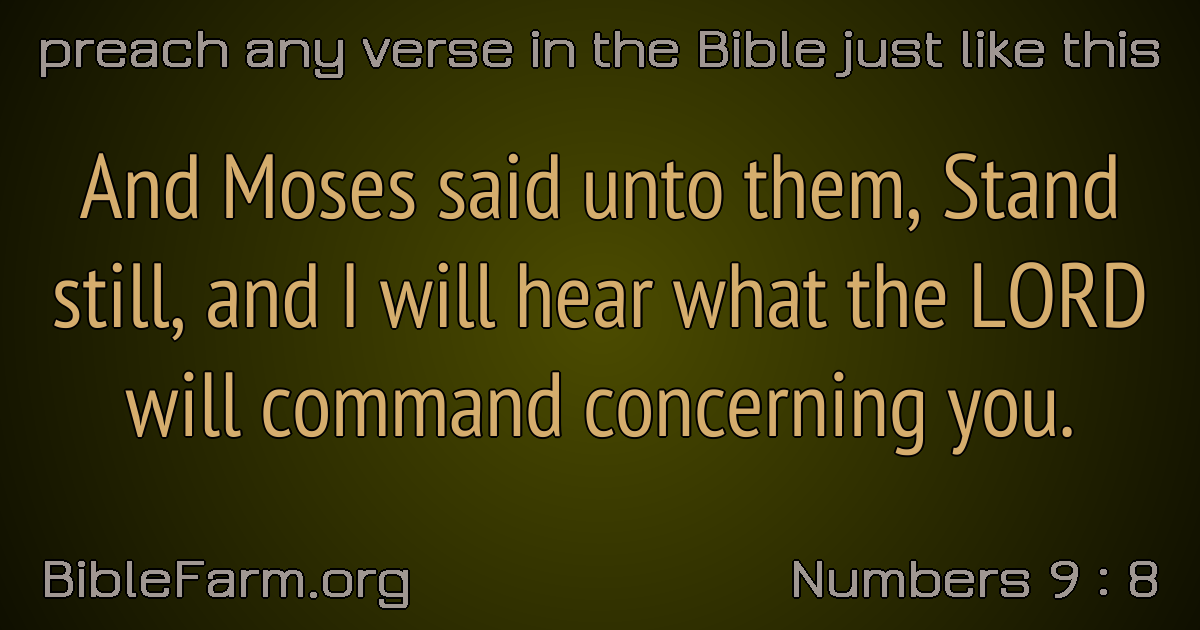 preach any verse in the Bible just like this
And Moses said unto them, Stand
still, and I will hear what the LORD
will command concerning you.
BibleFarm.org
Numbers 9 : 8